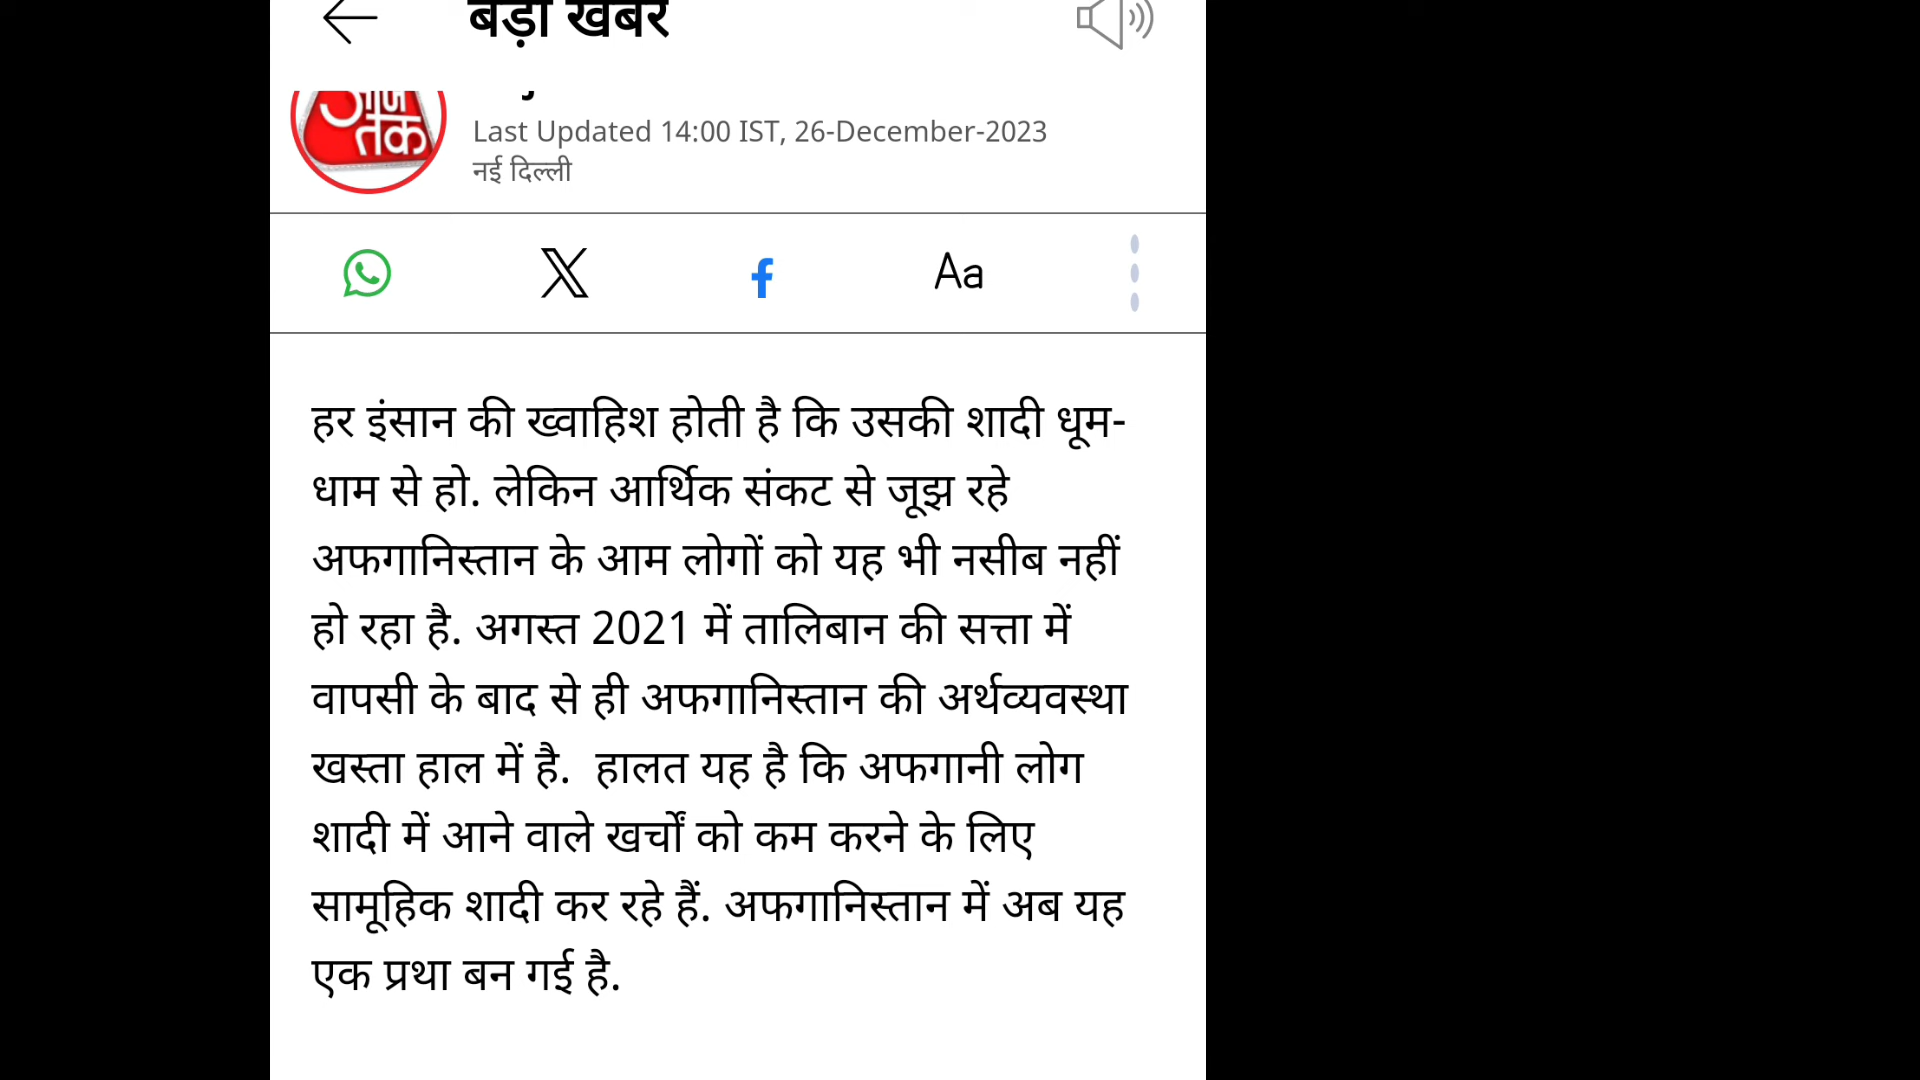 बड़ी खबर
आज
तक
Last Updated 14:00 IST, 26-December-2023
नई दिल्ली
Aa
हर इंसान की ख्वाहिश होती है कि उसकी शादी धूम-
धाम से हो. लेकिन आर्थिक संकट से जूझ रहे
अफगानिस्तान के आम लोगों को यह भी नसीब नहीं
हो रहा है. अगस्त 2021 में तालिबान की सत्ता में
वापसी के बाद से ही अफगानिस्तान की अर्थव्यवस्था
खस्ता हाल में है.  हालत यह है कि अफगानी लोग
शादी में आने वाले खर्चों को कम करने के लिए
सामूहिक शादी कर रहे हैं. अफगानिस्तान में अब यह
एक प्रथा बन गई है.